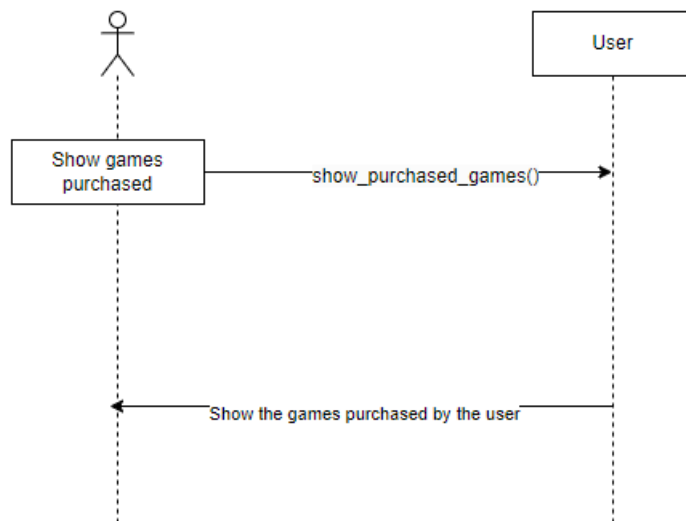 User
Show games
purchased
show_purchased_games()
Show the games purchased by the user